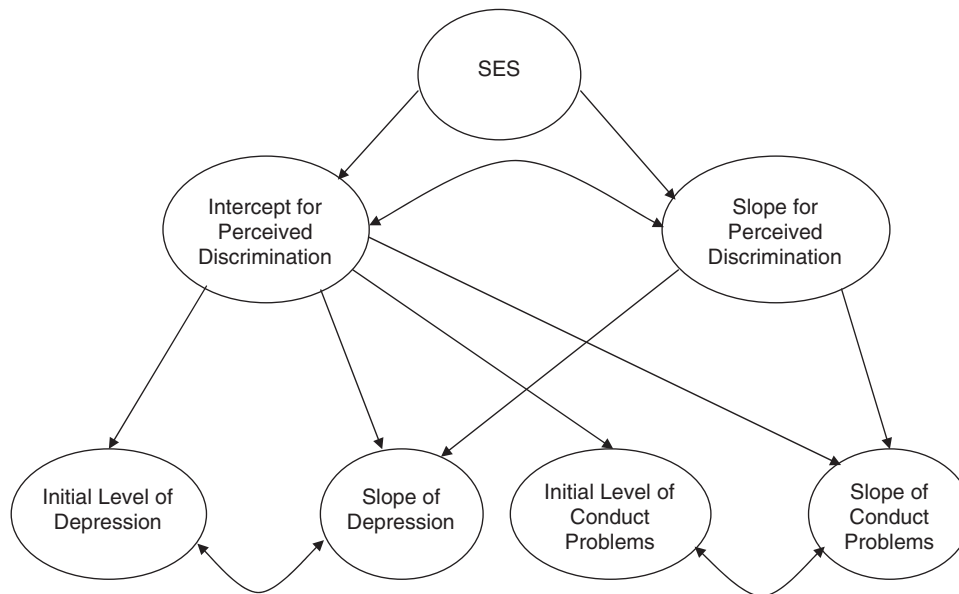 SES
Intercept for
Perceived
Discrimination
Slope for
Perceived
Discrimination
Initial Level of
Depression
Slope of
Depression
Initial Level of
Conduct
Problems
Slope of
Conduct
Problems